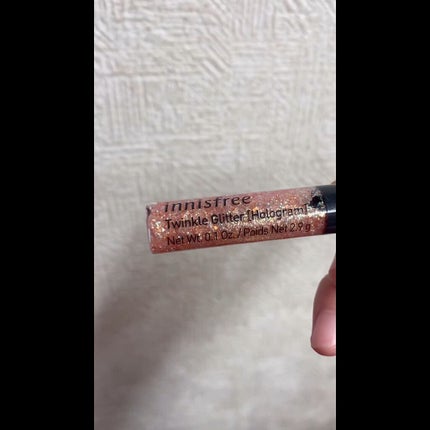 innisfree
Twinkle Glitter [Hologram]
Net Wt. 0.1 Oz. / Poids Net 2.9 g